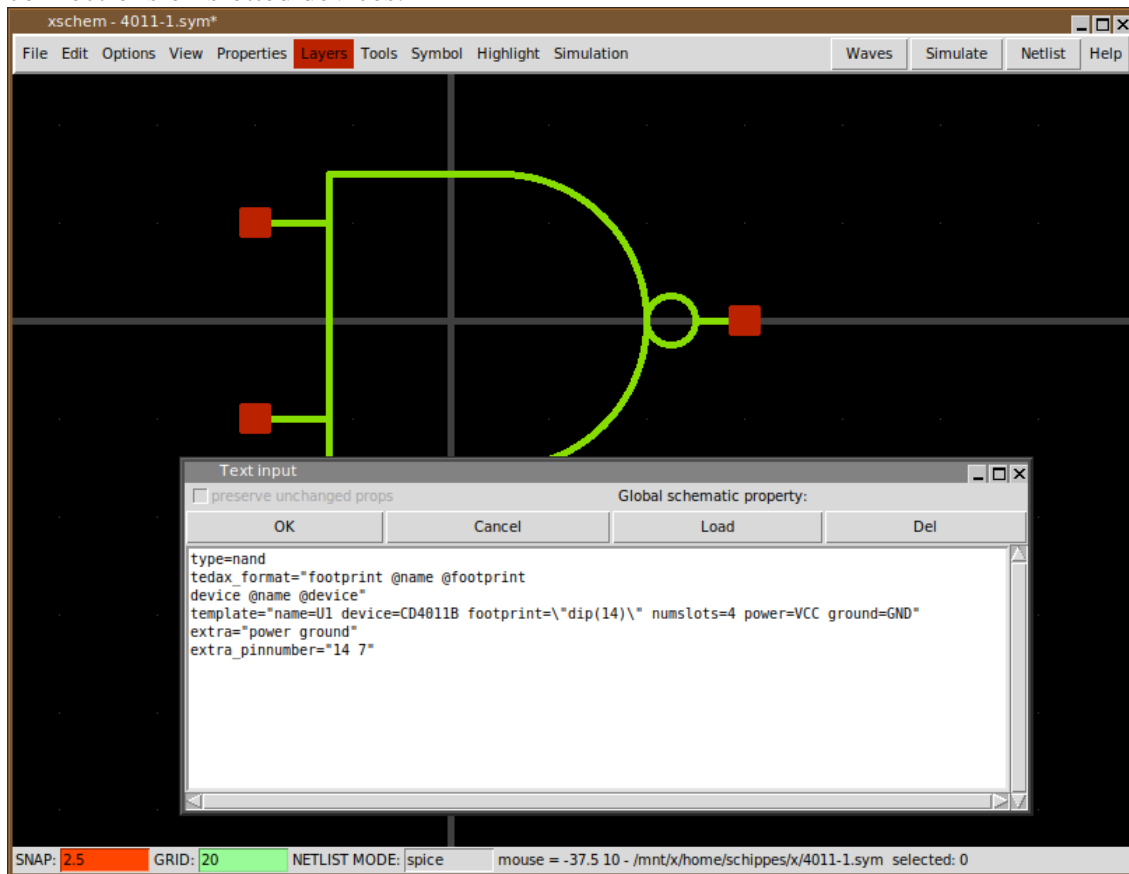 xschem - 4011-1.sym*
File Edit Options View Properties Layers Tools Symbol Highlight Simulation Waves Simulate Netlist Help
Text input
preserve unchanged props Global schematic property:
OK Cancel Load Del
type=nand
tedax_format="footprint @name @footprint
device @name @device"
template="name=U1 device=CD4011B footprint=\"dip(14)\" numslots=4 power=VCC ground=GND"
extra="power ground"
extra_pinnumber="14 7"
SNAP: 2.5 GRID: 20 NETLIST MODE: spice mouse = -37.5 10 - /mnt/x/home/schippes/x/4011-1.sym selected: 0